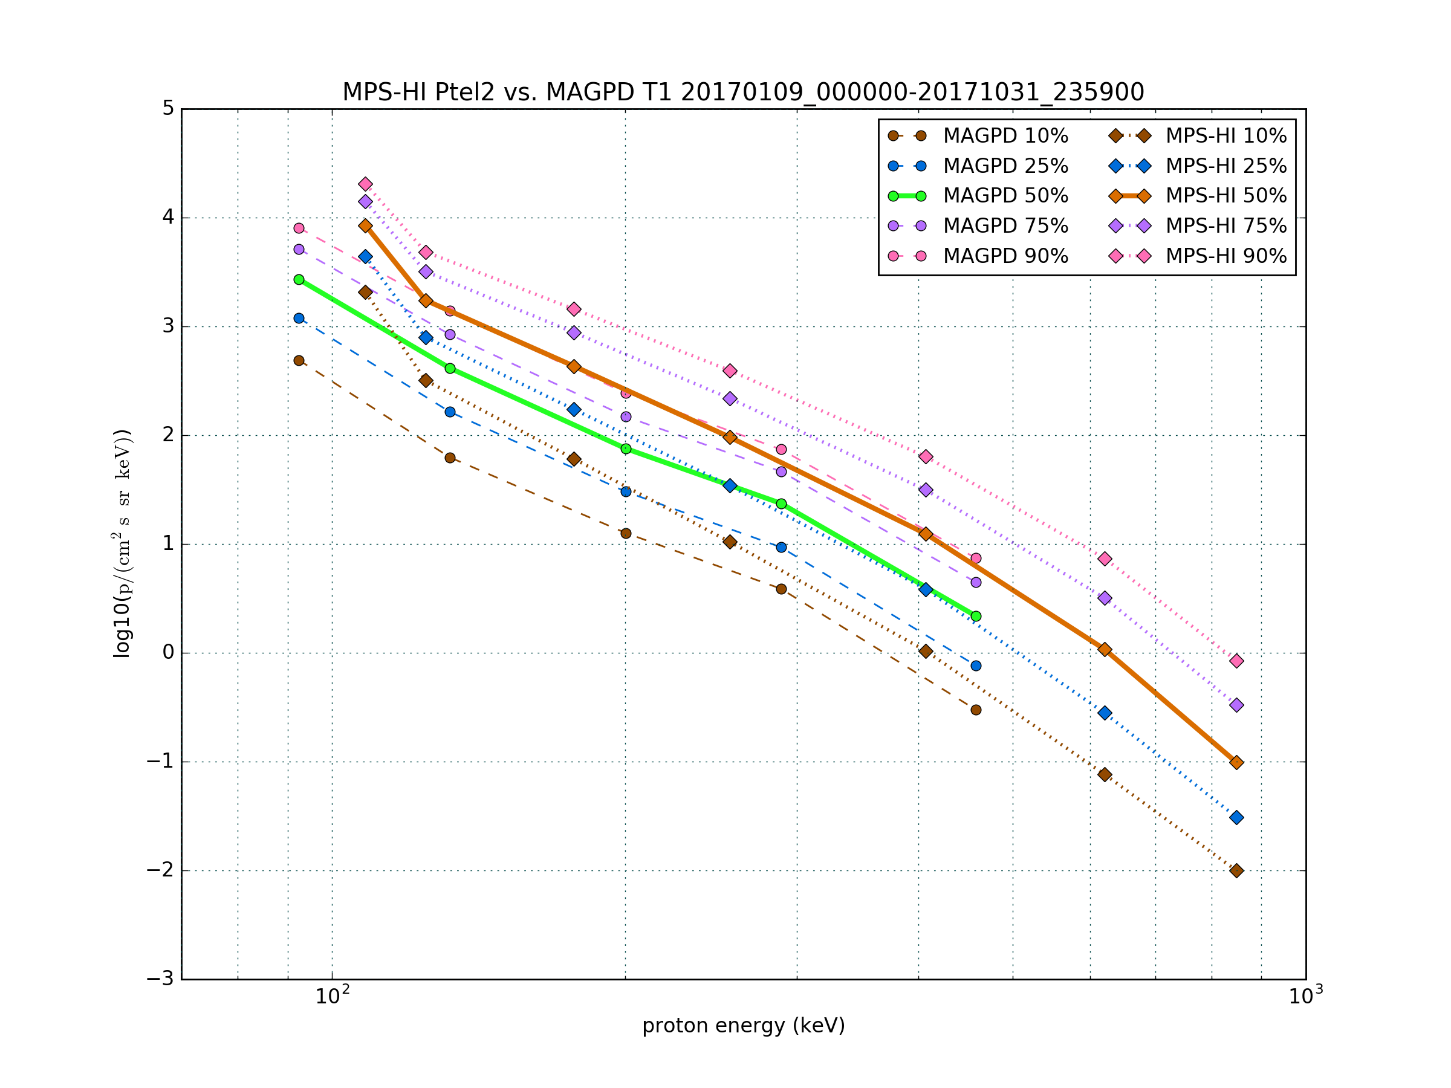 MPS-HI Ptel2 vs. MAGPD T1 20170109_000000-20171031_235900
MAGPD 10%
MAGPD 25%
MAGPD 50%
MAGPD 75%
MAGPD 90%
MPS-HI 10%
MPS-HI 25%
MPS-HI 50%
MPS-HI 75%
MPS-HI 90%
log10(p/(cm² s sr keV))
5
4
3
2
1
0
−1
−2
−3
10²
10³
proton energy (keV)